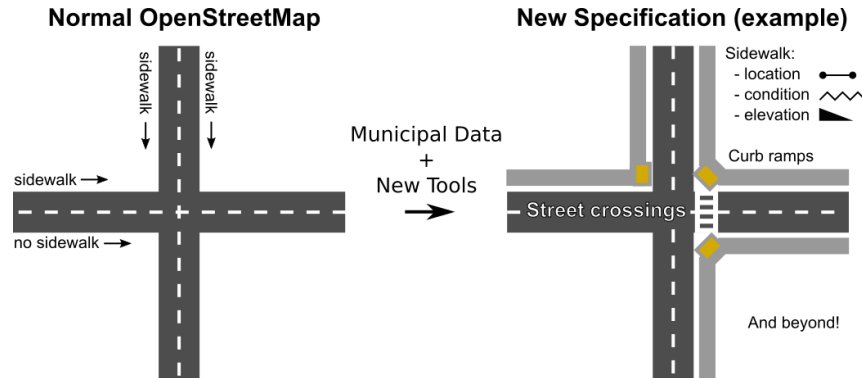 Normal OpenStreetMap
sidewalk
sidewalk
sidewalk
no sidewalk
Municipal Data
+
New Tools
New Specification (example)
Sidewalk:
- location
- condition
- elevation
Curb ramps
Street crossings
And beyond!